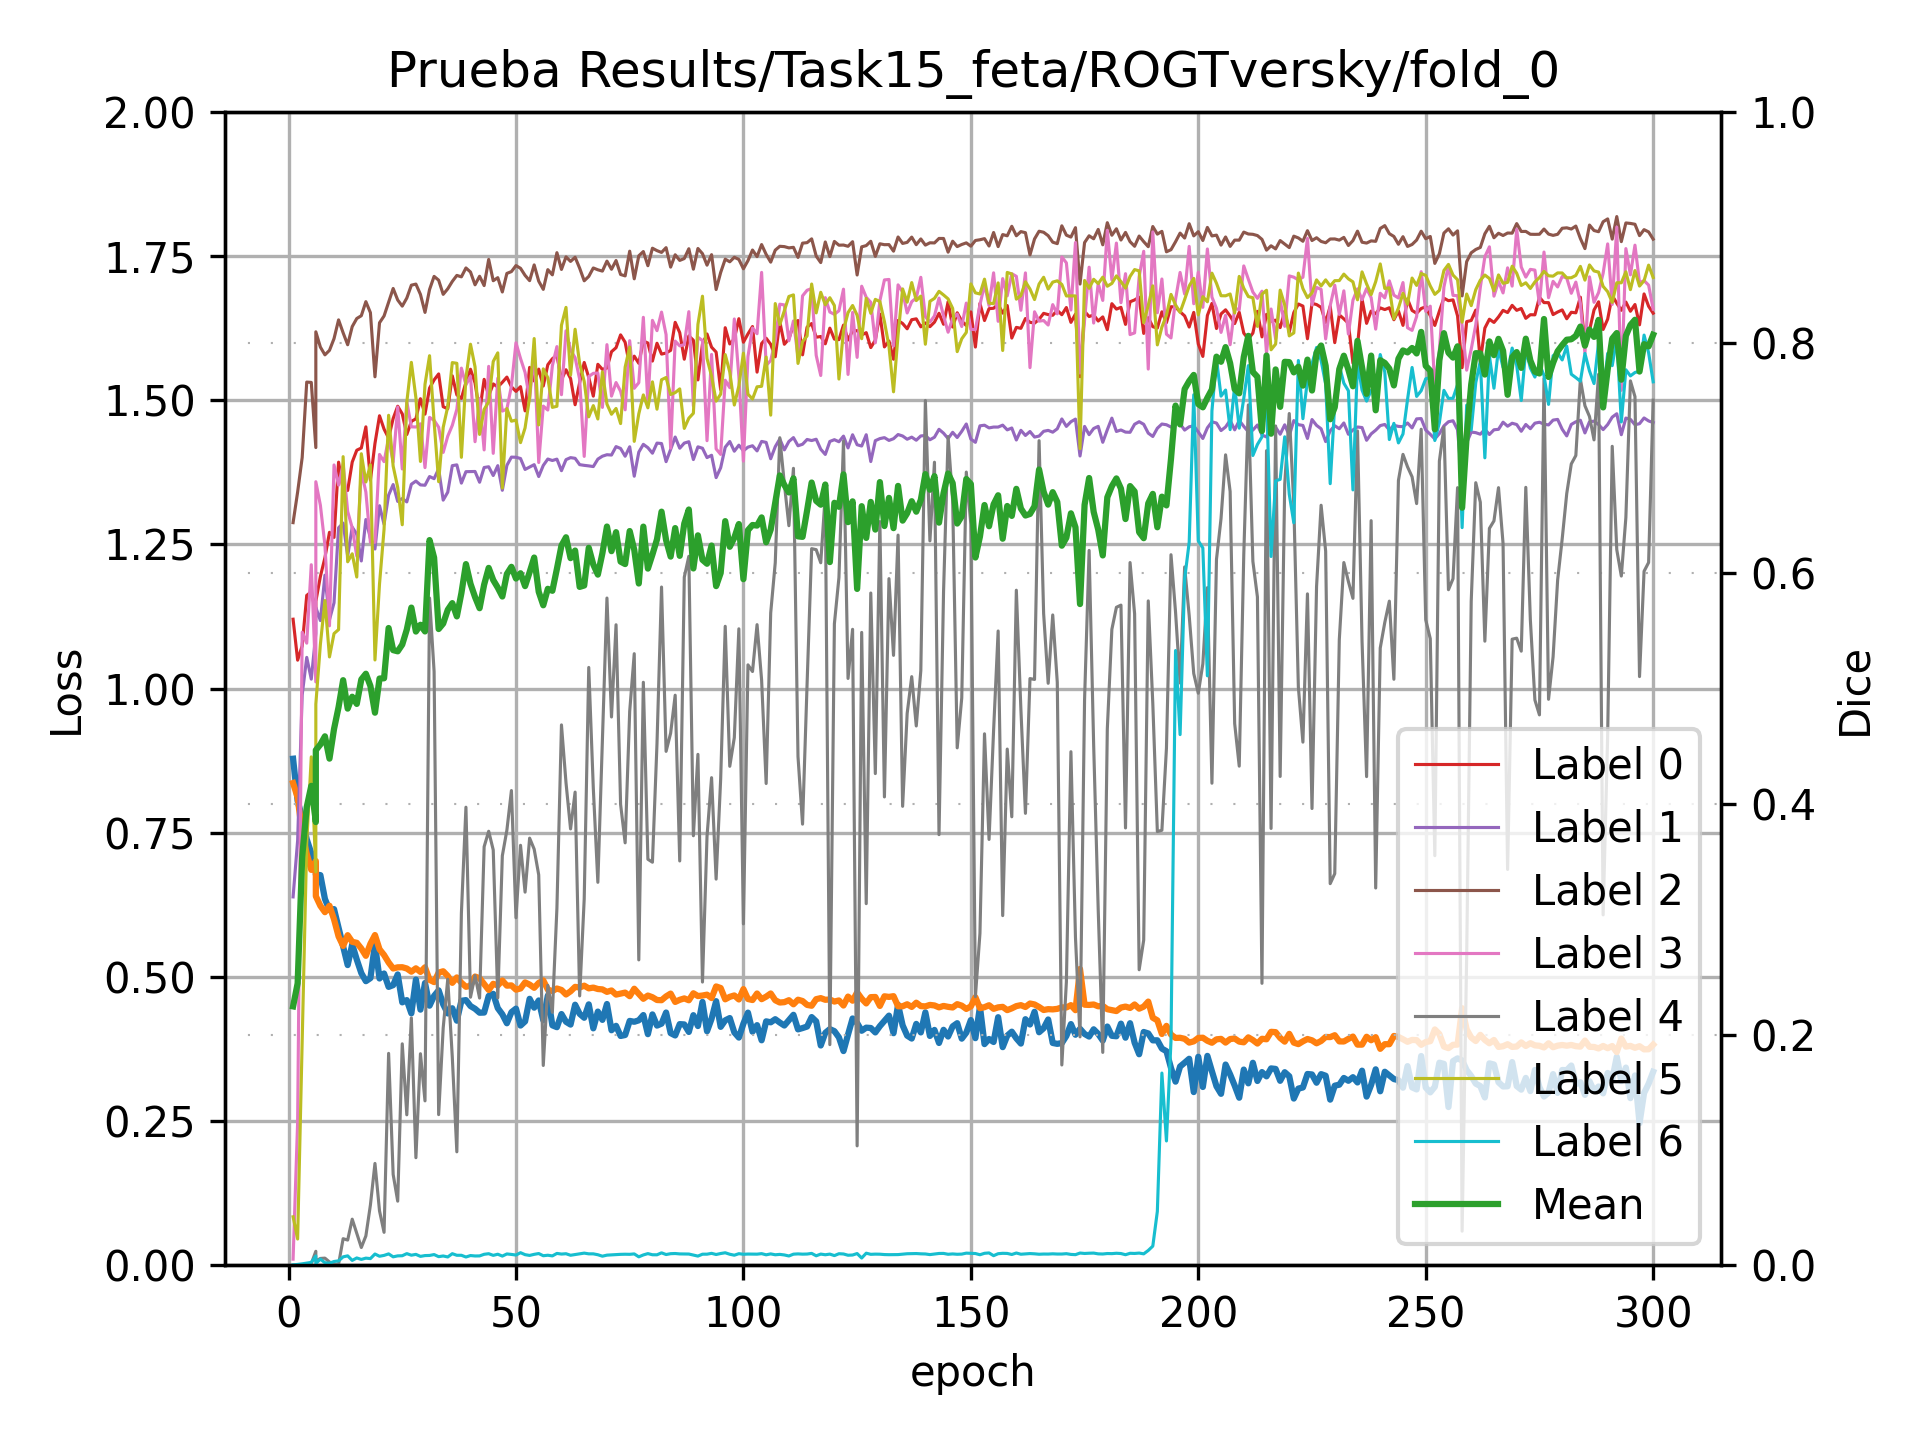 Prueba Results/Task15_feta/ROGTversky/fold_0
2.00
1.75
1.50
1.25
1.00
0.75
0.50
0.25
0.00
Loss
1.0
0.8
0.6
0.4
0.2
0.0
Dice
Label 0
Label 1
Label 2
Label 3
Label 4
Label 5
Label 6
Mean
0 50 100 150 200 250 300
epoch